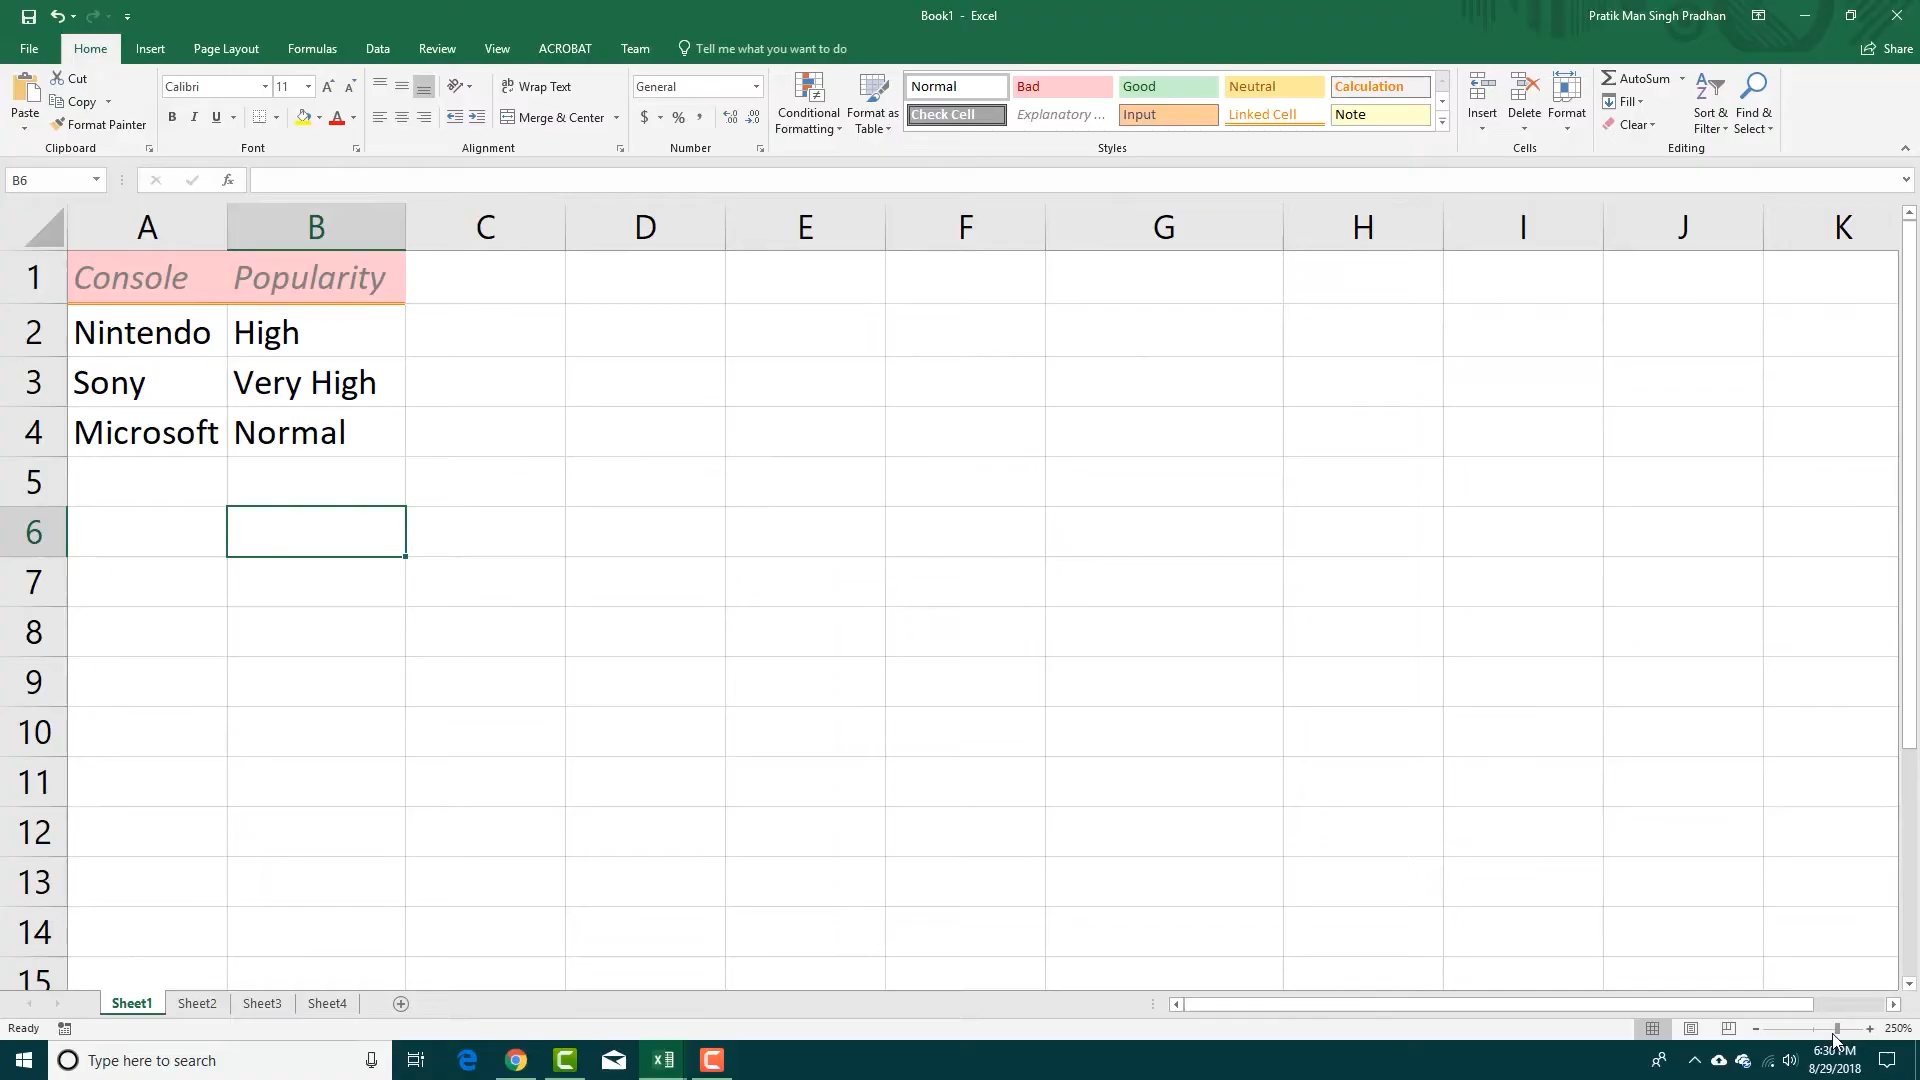 Book1 - Excel
Pratik Man Singh Pradhan
File Home Insert Page Layout Formulas Data Review View ACROBAT Team Tell me what you want to do Share
Paste
Cut
Copy
Format Painter
Clipboard
Calibri 11
B I U
Font
Wrap Text
Merge & Center
Alignment
General
$ % ,
Number
Conditional Formatting
Format as Table
Normal Bad Good Neutral Calculation
Check Cell Explanatory ... Input Linked Cell Note
Styles
Insert Delete Format
Cells
AutoSum
Fill
Clear
Sort & Filter
Find & Select
Editing
B6 fx
A B C D E F G H I J K
1 Console Popularity
2 Nintendo High
3 Sony Very High
4 Microsoft Normal
5
6
7
8
9
10
11
12
13
14
15
Sheet1 Sheet2 Sheet3 Sheet4
Ready 250%
Type here to search
6:30 PM
8/29/2018